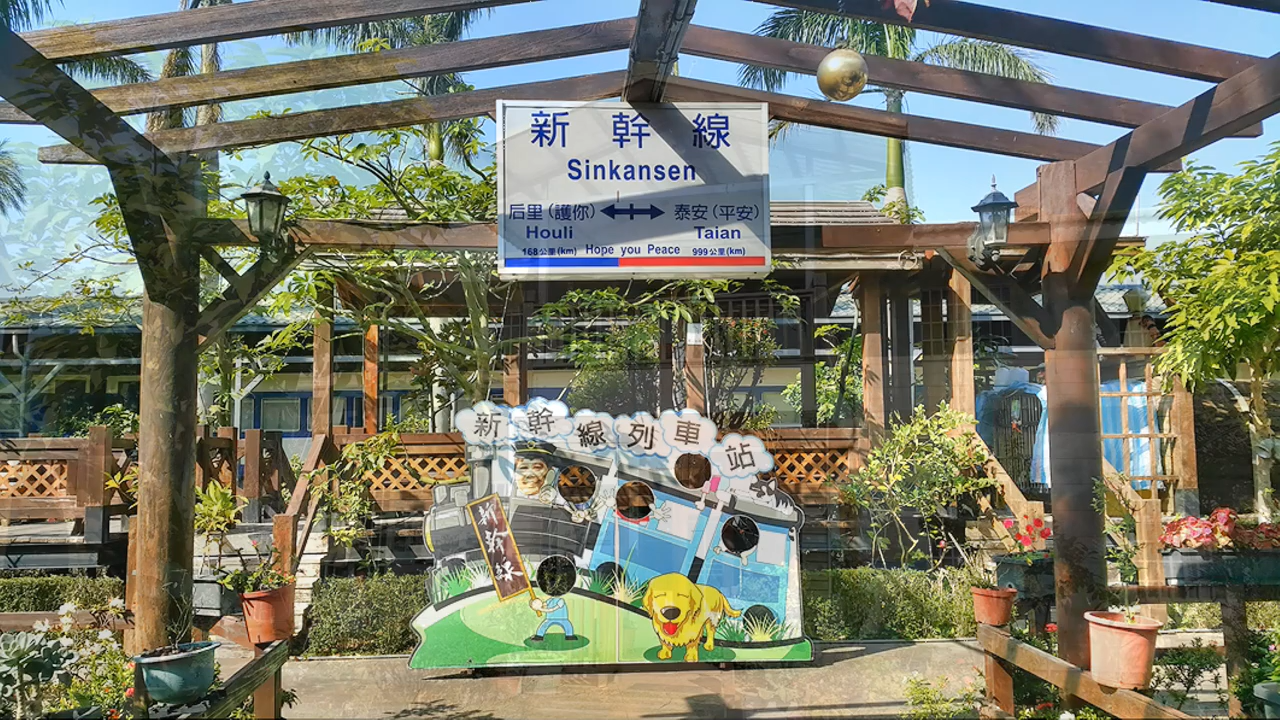 新 幹 線
Sinkansen
后里(護你) ⟷ 泰安(平安)
Houli Taian
168公里(km) Hope you Peace 999公里(km)
新幹線列車站
新幹線